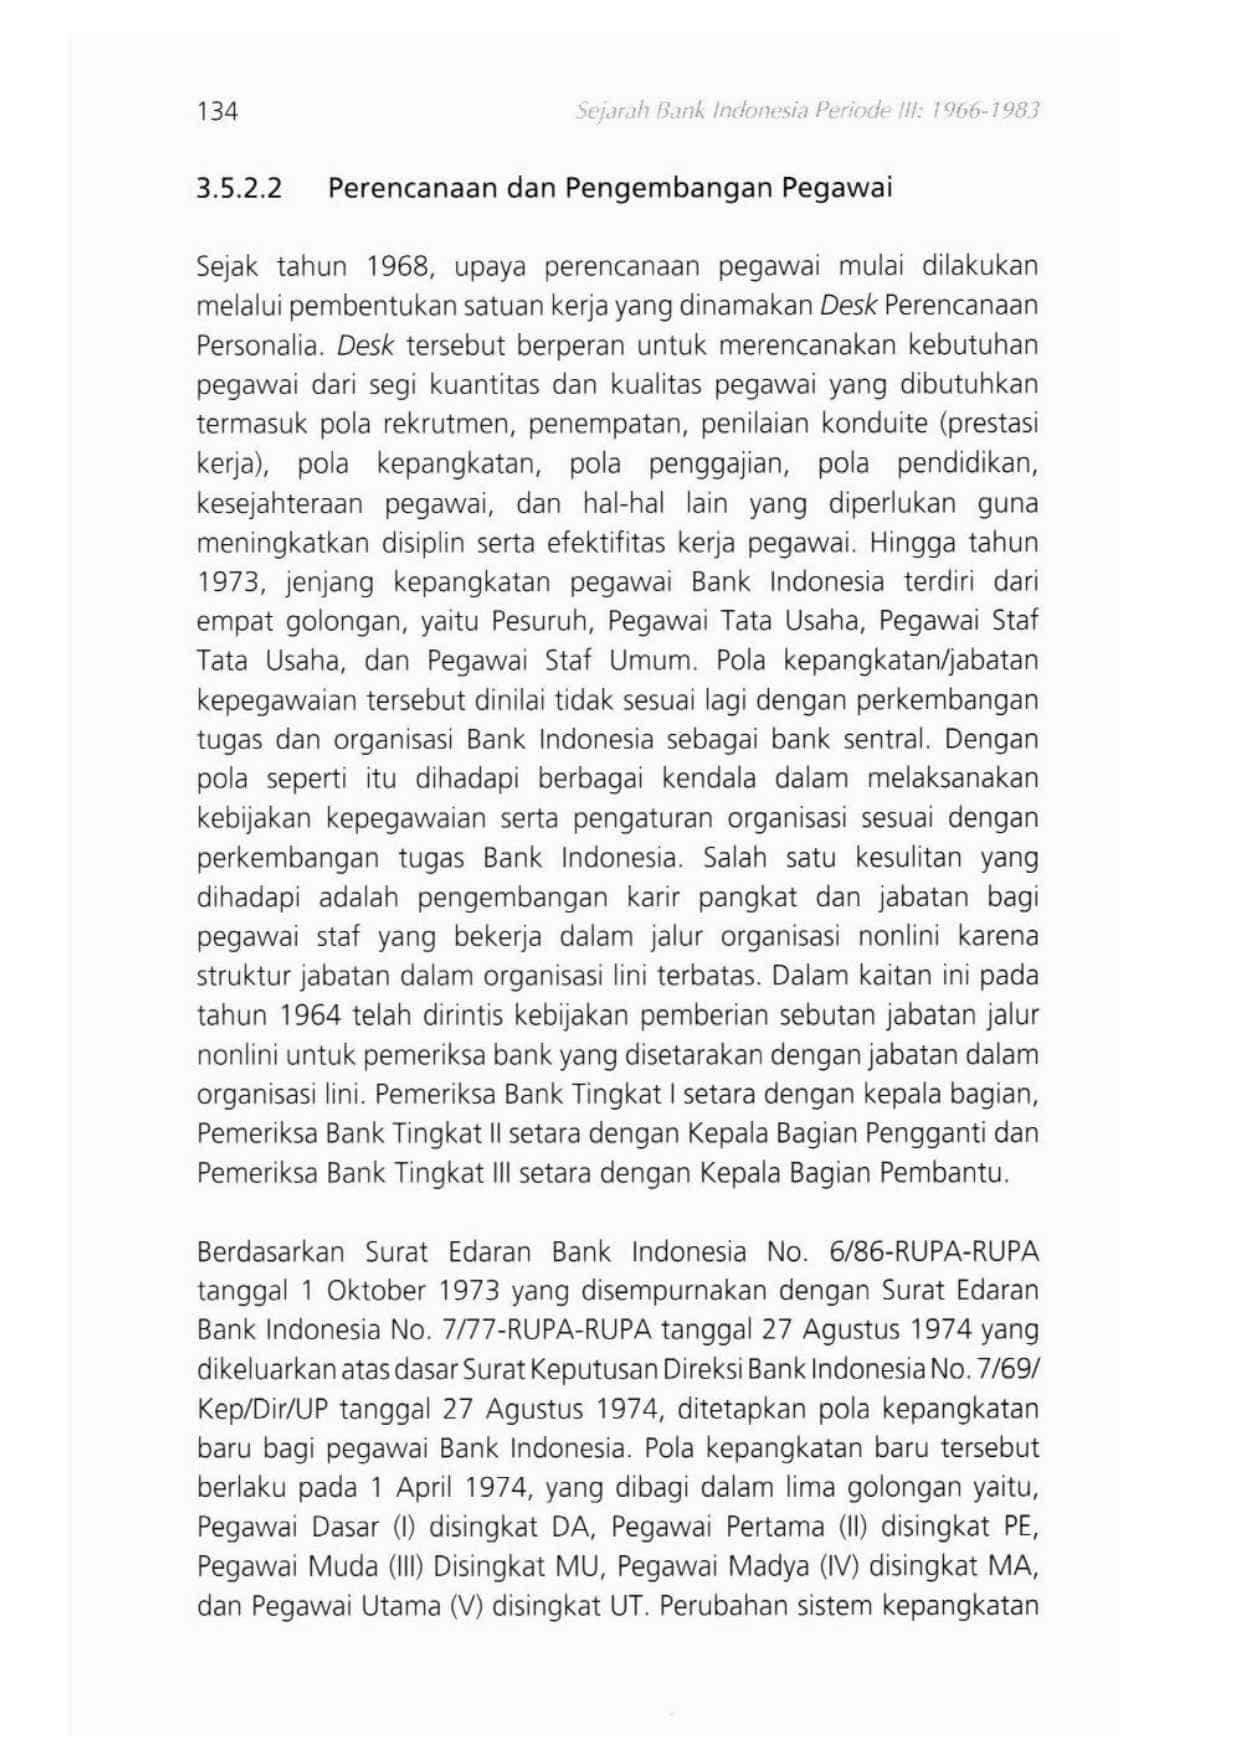 134
Sejarah Bank Indonesia Periode III: 1966-1983
3.5.2.2 Perencanaan dan Pengembangan Pegawai
Sejak tahun 1968, upaya perencanaan pegawai mulai dilakukan
melalui pembentukan satuan kerja yang dinamakan Desk Perencanaan
Personalia. Desk tersebut berperan untuk merencanakan kebutuhan
pegawai dari segi kuantitas dan kualitas pegawai yang dibutuhkan
termasuk pola rekrutmen, penempatan, penilaian konduite (prestasi
kerja), pola kepangkatan, pola penggajian, pola pendidikan,
kesejahteraan pegawai, dan hal-hal lain yang diperlukan guna
meningkatkan disiplin serta efektifitas kerja pegawai. Hingga tahun
1973, jenjang kepangkatan pegawai Bank Indonesia terdiri dari
empat golongan, yaitu Pesuruh, Pegawai Tata Usaha, Pegawai Staf
Tata Usaha, dan Pegawai Staf Umum. Pola kepangkatan/jabatan
kepegawaian tersebut dinilai tidak sesuai lagi dengan perkembangan
tugas dan organisasi Bank Indonesia sebagai bank sentral. Dengan
pola seperti itu dihadapi berbagai kendala dalam melaksanakan
kebijakan kepegawaian serta pengaturan organisasi sesuai dengan
perkembangan tugas Bank Indonesia. Salah satu kesulitan yang
dihadapi adalah pengembangan karir pangkat dan jabatan bagi
pegawai staf yang bekerja dalam jalur organisasi nonlini karena
struktur jabatan dalam organisasi lini terbatas. Dalam kaitan ini pada
tahun 1964 telah dirintis kebijakan pemberian sebutan jabatan jalur
nonlini untuk pemeriksa bank yang disetarakan dengan jabatan dalam
organisasi lini. Pemeriksa Bank Tingkat I setara dengan kepala bagian,
Pemeriksa Bank Tingkat II setara dengan Kepala Bagian Pengganti dan
Pemeriksa Bank Tingkat III setara dengan Kepala Bagian Pembantu.
Berdasarkan Surat Edaran Bank Indonesia No. 6/86-RUPA-RUPA
tanggal 1 Oktober 1973 yang disempurnakan dengan Surat Edaran
Bank Indonesia No. 7/77-RUPA-RUPA tanggal 27 Agustus 1974 yang
dikeluarkan atas dasar Surat Keputusan Direksi Bank Indonesia No. 7/69/
Kep/Dir/UP tanggal 27 Agustus 1974, ditetapkan pola kepangkatan
baru bagi pegawai Bank Indonesia. Pola kepangkatan baru tersebut
berlaku pada 1 April 1974, yang dibagi dalam lima golongan yaitu,
Pegawai Dasar (I) disingkat DA, Pegawai Pertama (II) disingkat PE,
Pegawai Muda (III) Disingkat MU, Pegawai Madya (IV) disingkat MA,
dan Pegawai Utama (V) disingkat UT. Perubahan sistem kepangkatan